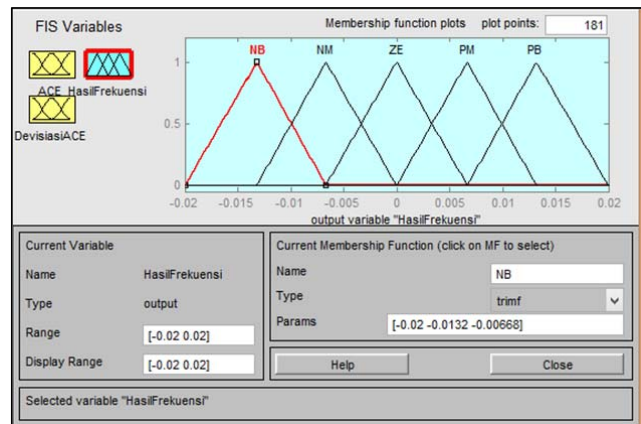 FIS Variables
Membership function plots
plot points:
181
ACE
HasilFrekuensi
DevisiasiACE
NB
NM
ZE
PM
PB
1
0.5
0
-0.02
-0.015
-0.01
-0.005
0
0.005
0.01
0.015
0.02
output variable "HasilFrekuensi"
Current Variable
Name
HasilFrekuensi
Type
output
Range
[-0.02 0.02]
Display Range
[-0.02 0.02]
Current Membership Function (click on MF to select)
Name
NB
Type
trimf
Params
[-0.02 -0.0132 -0.00668]
Help
Close
Selected variable "HasilFrekuensi"